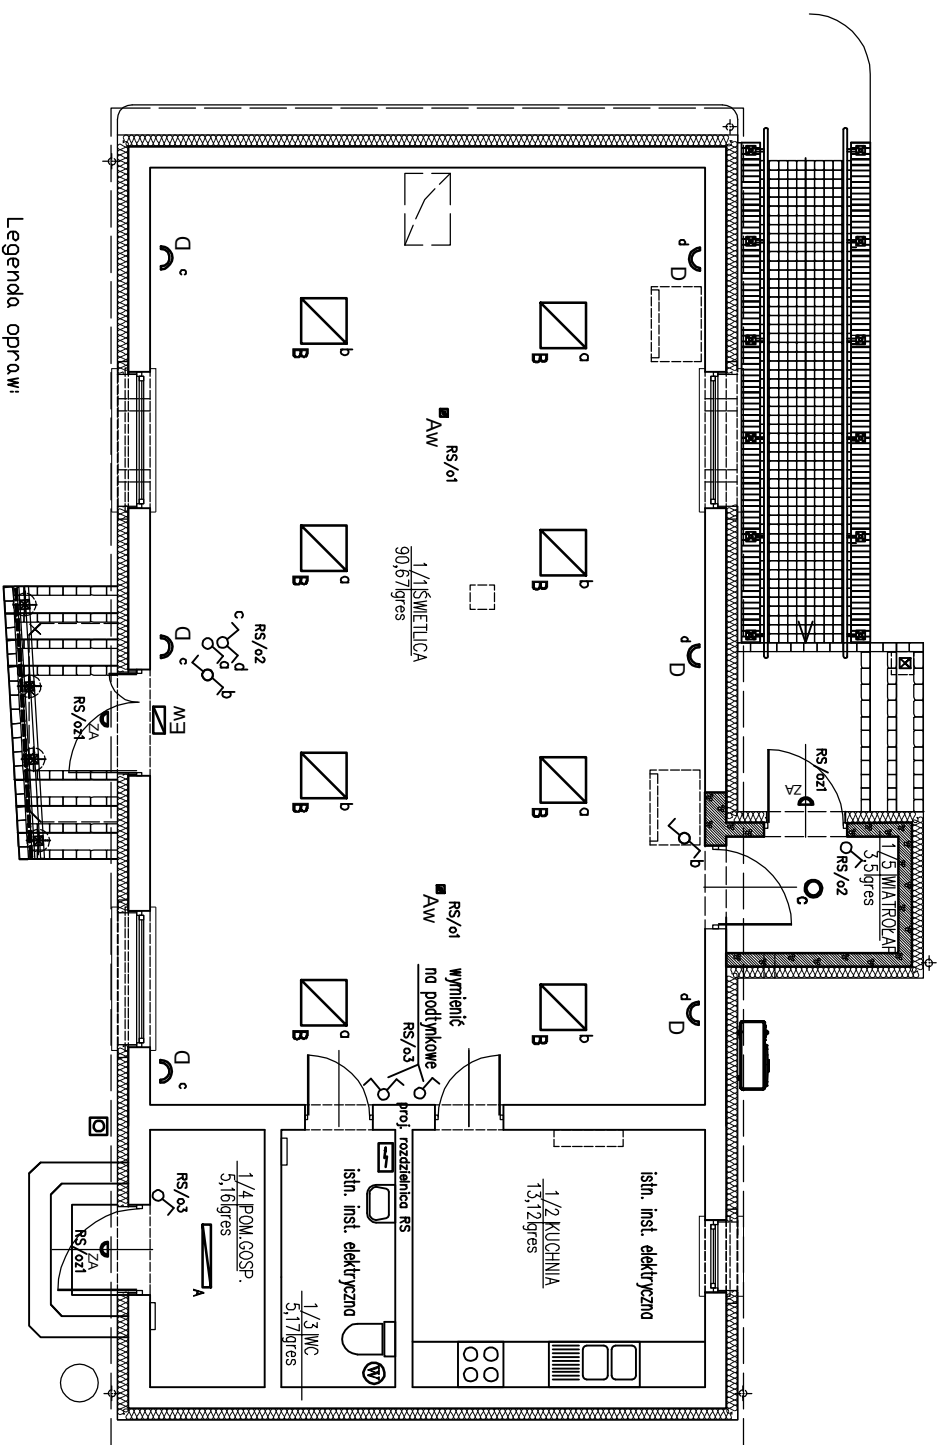 Legenda opraw:
1/1 ŚWIETLICA
90,67 gres
1/2 KUCHNIA
13,12 gres
1/3 WC
5,17 gres
1/4 POM.GOSP.
5,16 gres
1/5 WIATROŁAP
3,5 gres
istn. inst. elektryczna
istn. inst. elektryczna
proj. rozdzielnica RS
wymienić
na podtynkowe
RS/o3
RS/o3
RS/o1
Aw
RS/o1
Aw
RS/o2
c
d
a
b
RS/o2
c
b
RS/oz1
ZA
RS/oz1
ZA
RS/oz1
ZA
Ew
A
W
D
c
D
c
D
c
d
D
d
D
d
D
b
B
a
B
b
B
a
B
a
B
b
B
a
B
b
B